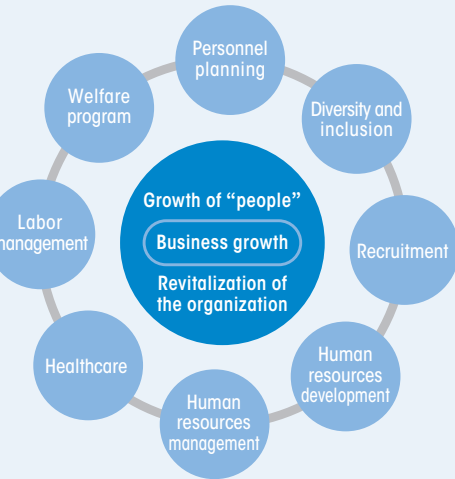 Personnel
planning
Diversity and
inclusion
Recruitment
Human
resources
development
Human
resources
management
Healthcare
Labor
management
Welfare
program
Growth of “people”
Business growth
Revitalization of
the organization